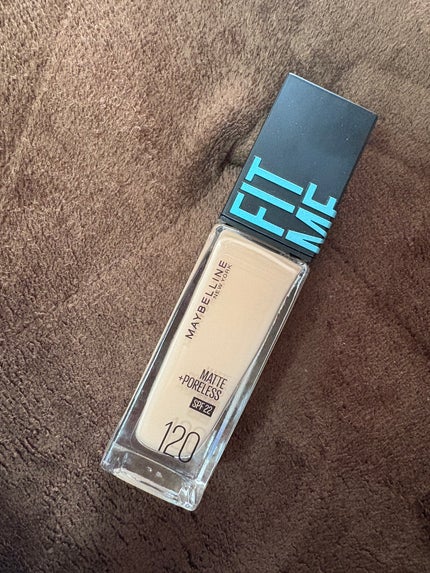 FIT
ME
MAYBELLINE
NEW YORK
MATTE
+PORELESS
SPF 22
120